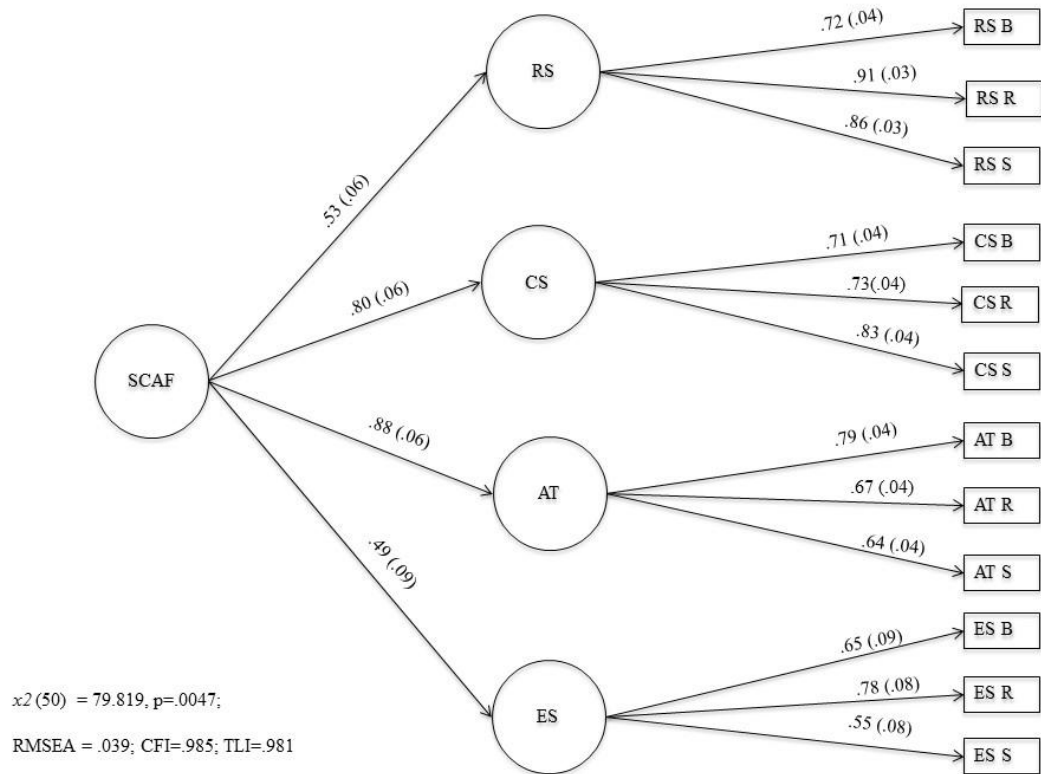 .72 (.04)
RS B
RS
.91 (.03)
RS R
.86 (.03)
RS S
.53 (.06)
.71 (.04)
CS B
CS
.73(.04)
CS R
.80 (.06)
.83 (.04)
CS S
SCAF
.88 (.06)
.79 (.04)
AT B
AT
.67 (.04)
AT R
.64 (.04)
AT S
.49 (.09)
.65 (.09)
ES B
ES
.78 (.08)
ES R
.55 (.08)
ES S
x2 (50) = 79.819, p=.0047;
RMSEA = .039; CFI=.985; TLI=.981